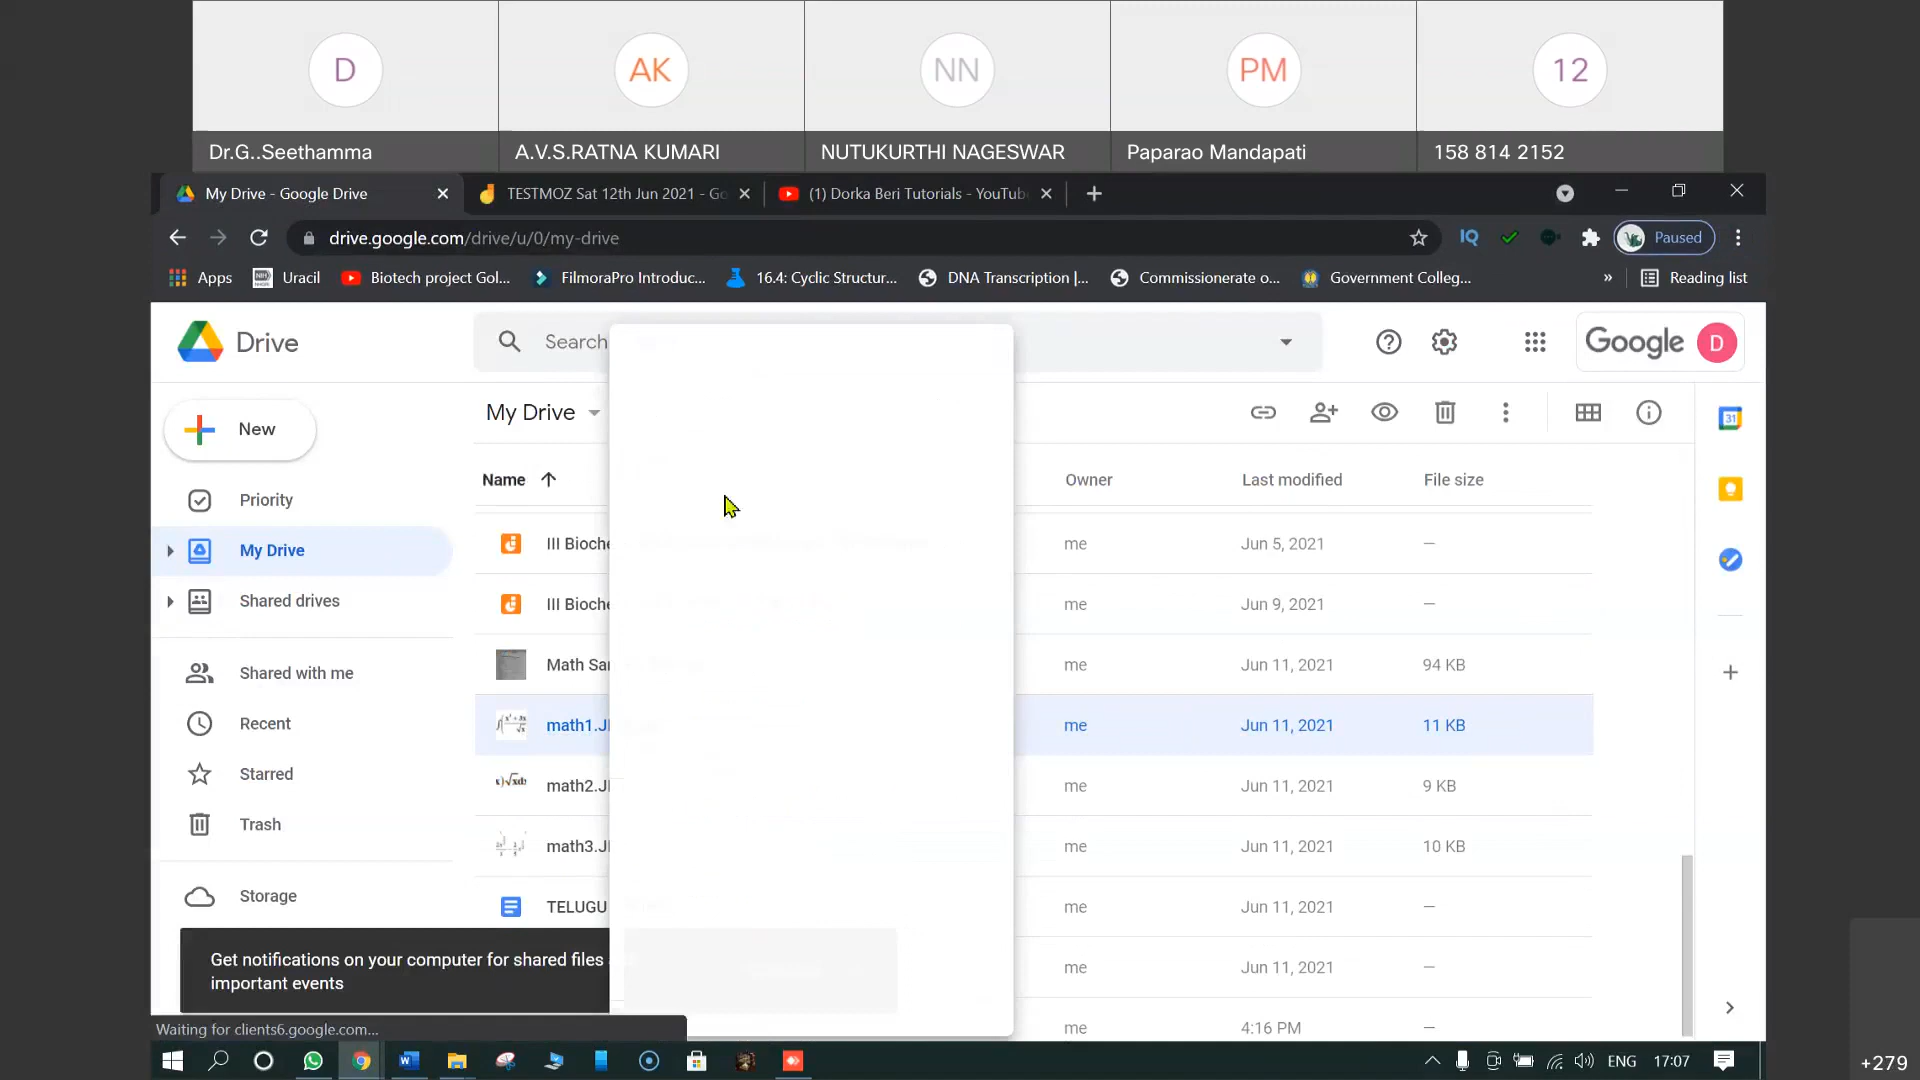 D
AK
NN
PM
12
Dr.G..Seethamma
A.V.S.RATNA KUMARI
NUTUKURTHI NAGESWAR
Paparao Mandapati
158 814 2152
My Drive - Google Drive
TESTMOZ Sat 12th Jun 2021 - Go
(1) Dorka Beri Tutorials - YouTub
drive.google.com/drive/u/0/my-drive
IQ
Paused
Apps
Uracil
Biotech project Gol...
FilmoraPro Introduc...
16.4: Cyclic Structur...
DNA Transcription |...
Commissionerate o...
Government Colleg...
»
Reading list
Drive
Search
Google
D
New
My Drive
Name
Owner
Last modified
File size
Priority
My Drive
Shared drives
Shared with me
Recent
Starred
Trash
Storage
III Bioche
me
Jun 5, 2021
—
III Bioche
me
Jun 9, 2021
—
Math Sa
me
Jun 11, 2021
94 KB
math1.J
me
Jun 11, 2021
11 KB
math2.J
me
Jun 11, 2021
9 KB
math3.J
me
Jun 11, 2021
10 KB
TELUGU
me
Jun 11, 2021
—
me
Jun 11, 2021
—
me
4:16 PM
—
31
Get notifications on your computer for shared files
important events
Waiting for clients6.google.com...
ENG
17:07
+279